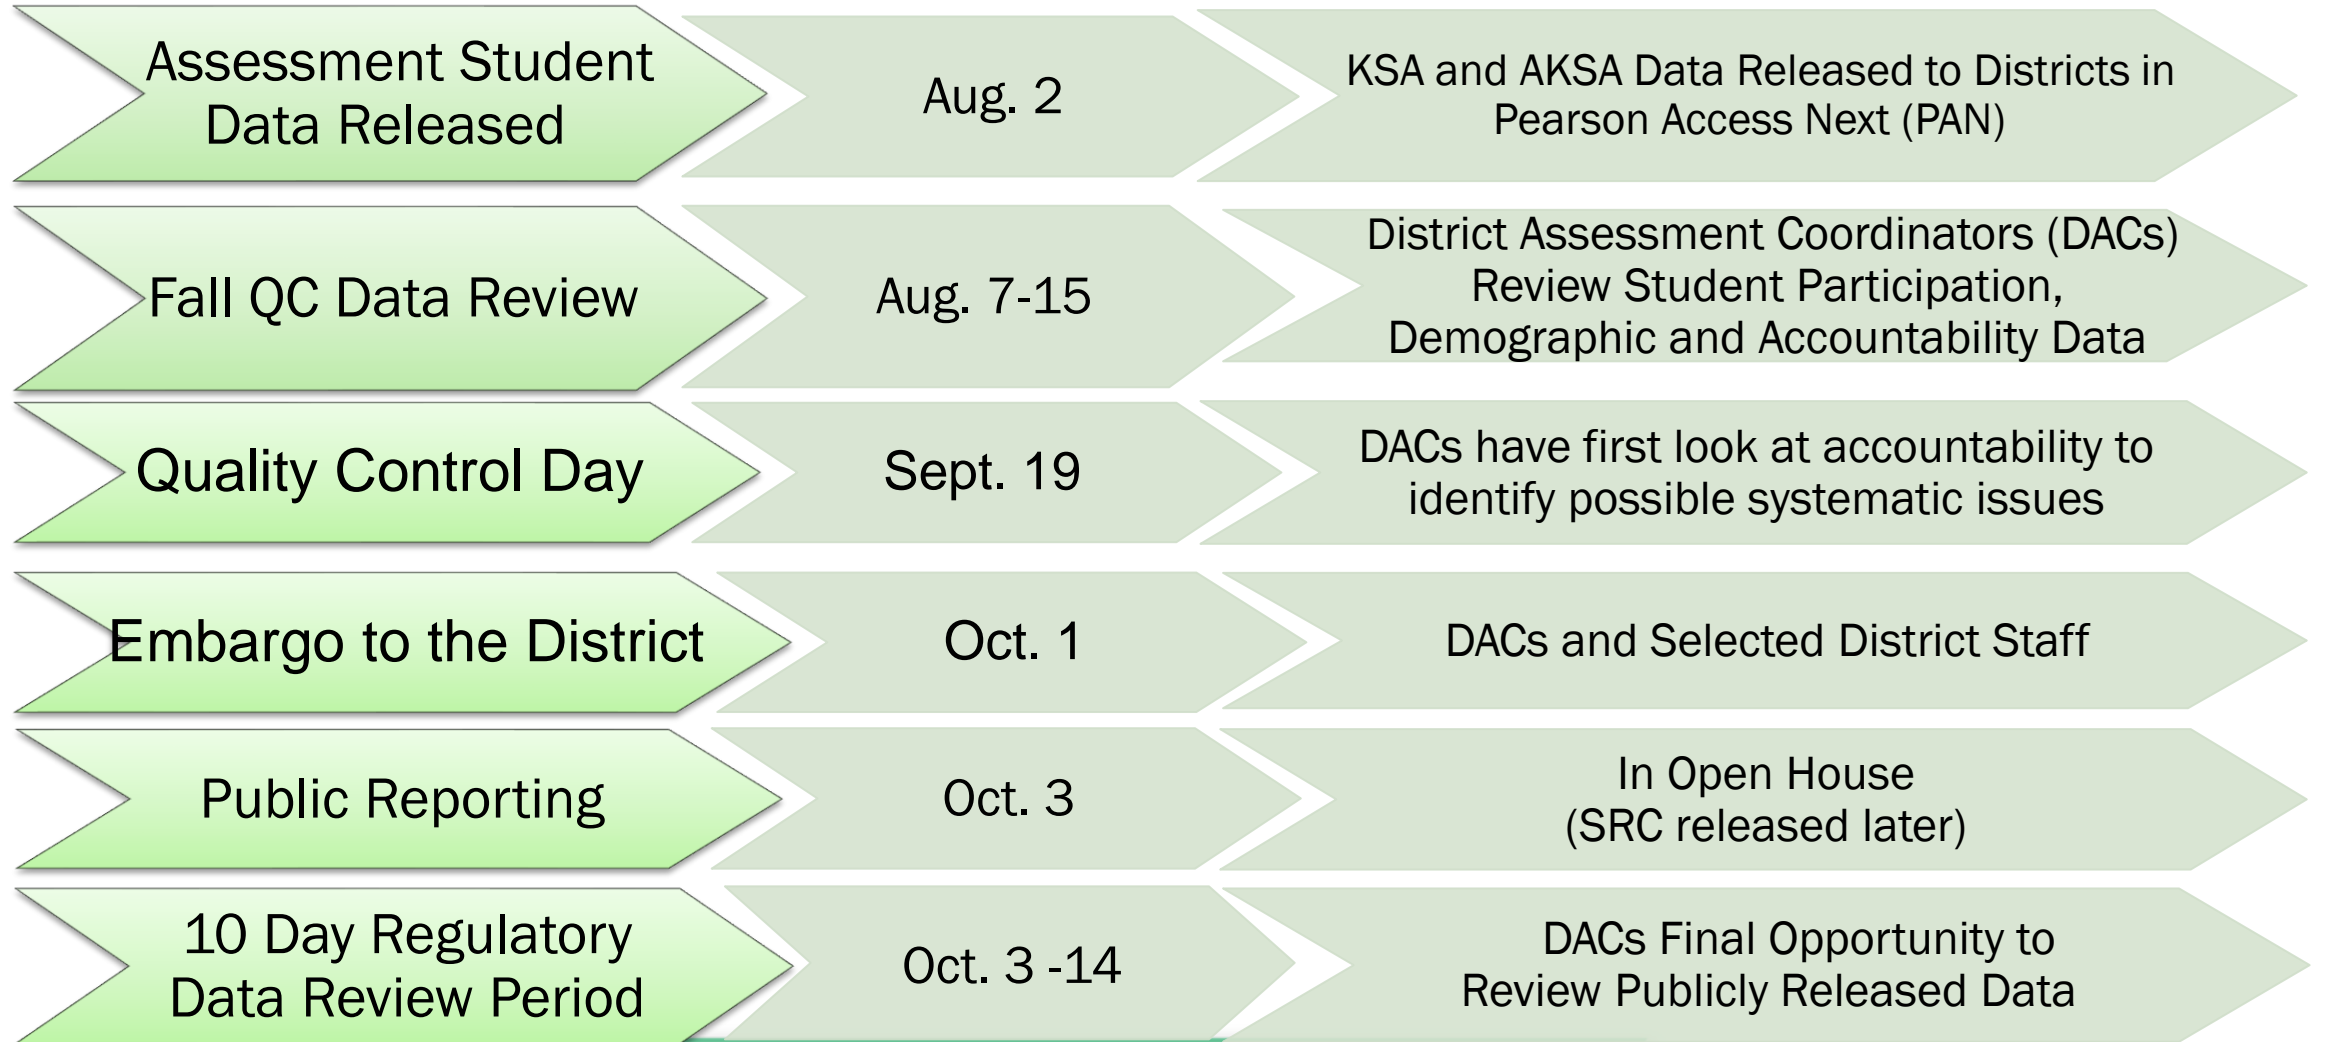 Assessment Student
Data Released
Aug. 2
KSA and AKSA Data Released to Districts in
Pearson Access Next (PAN)
Fall QC Data Review
Aug. 7-15
District Assessment Coordinators (DACs)
Review Student Participation,
Demographic and Accountability Data
Quality Control Day
Sept. 19
DACs have first look at accountability to
identify possible systematic issues
Embargo to the District
Oct. 1
DACs and Selected District Staff
Public Reporting
Oct. 3
In Open House
(SRC released later)
10 Day Regulatory
Data Review Period
Oct. 3 -14
DACs Final Opportunity to
Review Publicly Released Data